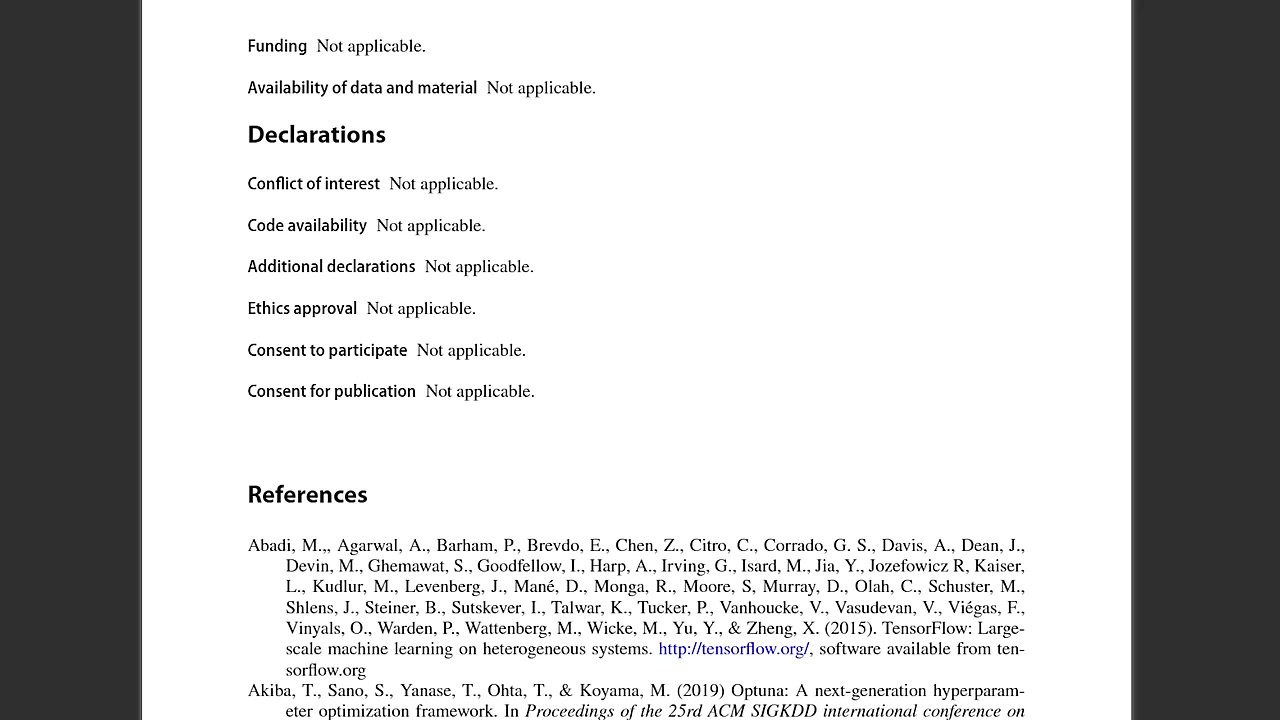 Funding Not applicable.
Availability of data and material Not applicable.
Declarations
Conflict of interest Not applicable.
Code availability Not applicable.
Additional declarations Not applicable.
Ethics approval Not applicable.
Consent to participate Not applicable.
Consent for publication Not applicable.
References
Abadi, M.,, Agarwal, A., Barham, P., Brevdo, E., Chen, Z., Citro, C., Corrado, G. S., Davis, A., Dean, J.,
Devin, M., Ghemawat, S., Goodfellow, I., Harp, A., Irving, G., Isard, M., Jia, Y., Jozefowicz R, Kaiser,
L., Kudlur, M., Levenberg, J., Mané, D., Monga, R., Moore, S, Murray, D., Olah, C., Schuster, M.,
Shlens, J., Steiner, B., Sutskever, I., Talwar, K., Tucker, P., Vanhoucke, V., Vasudevan, V., Viégas, F.,
Vinyals, O., Warden, P., Wattenberg, M., Wicke, M., Yu, Y., & Zheng, X. (2015). TensorFlow: Large-
scale machine learning on heterogeneous systems. http://tensorflow.org/, software available from ten-
sorflow.org
Akiba, T., Sano, S., Yanase, T., Ohta, T., & Koyama, M. (2019) Optuna: A next-generation hyperparam-
eter optimization framework. In Proceedings of the 25rd ACM SIGKDD international conference on